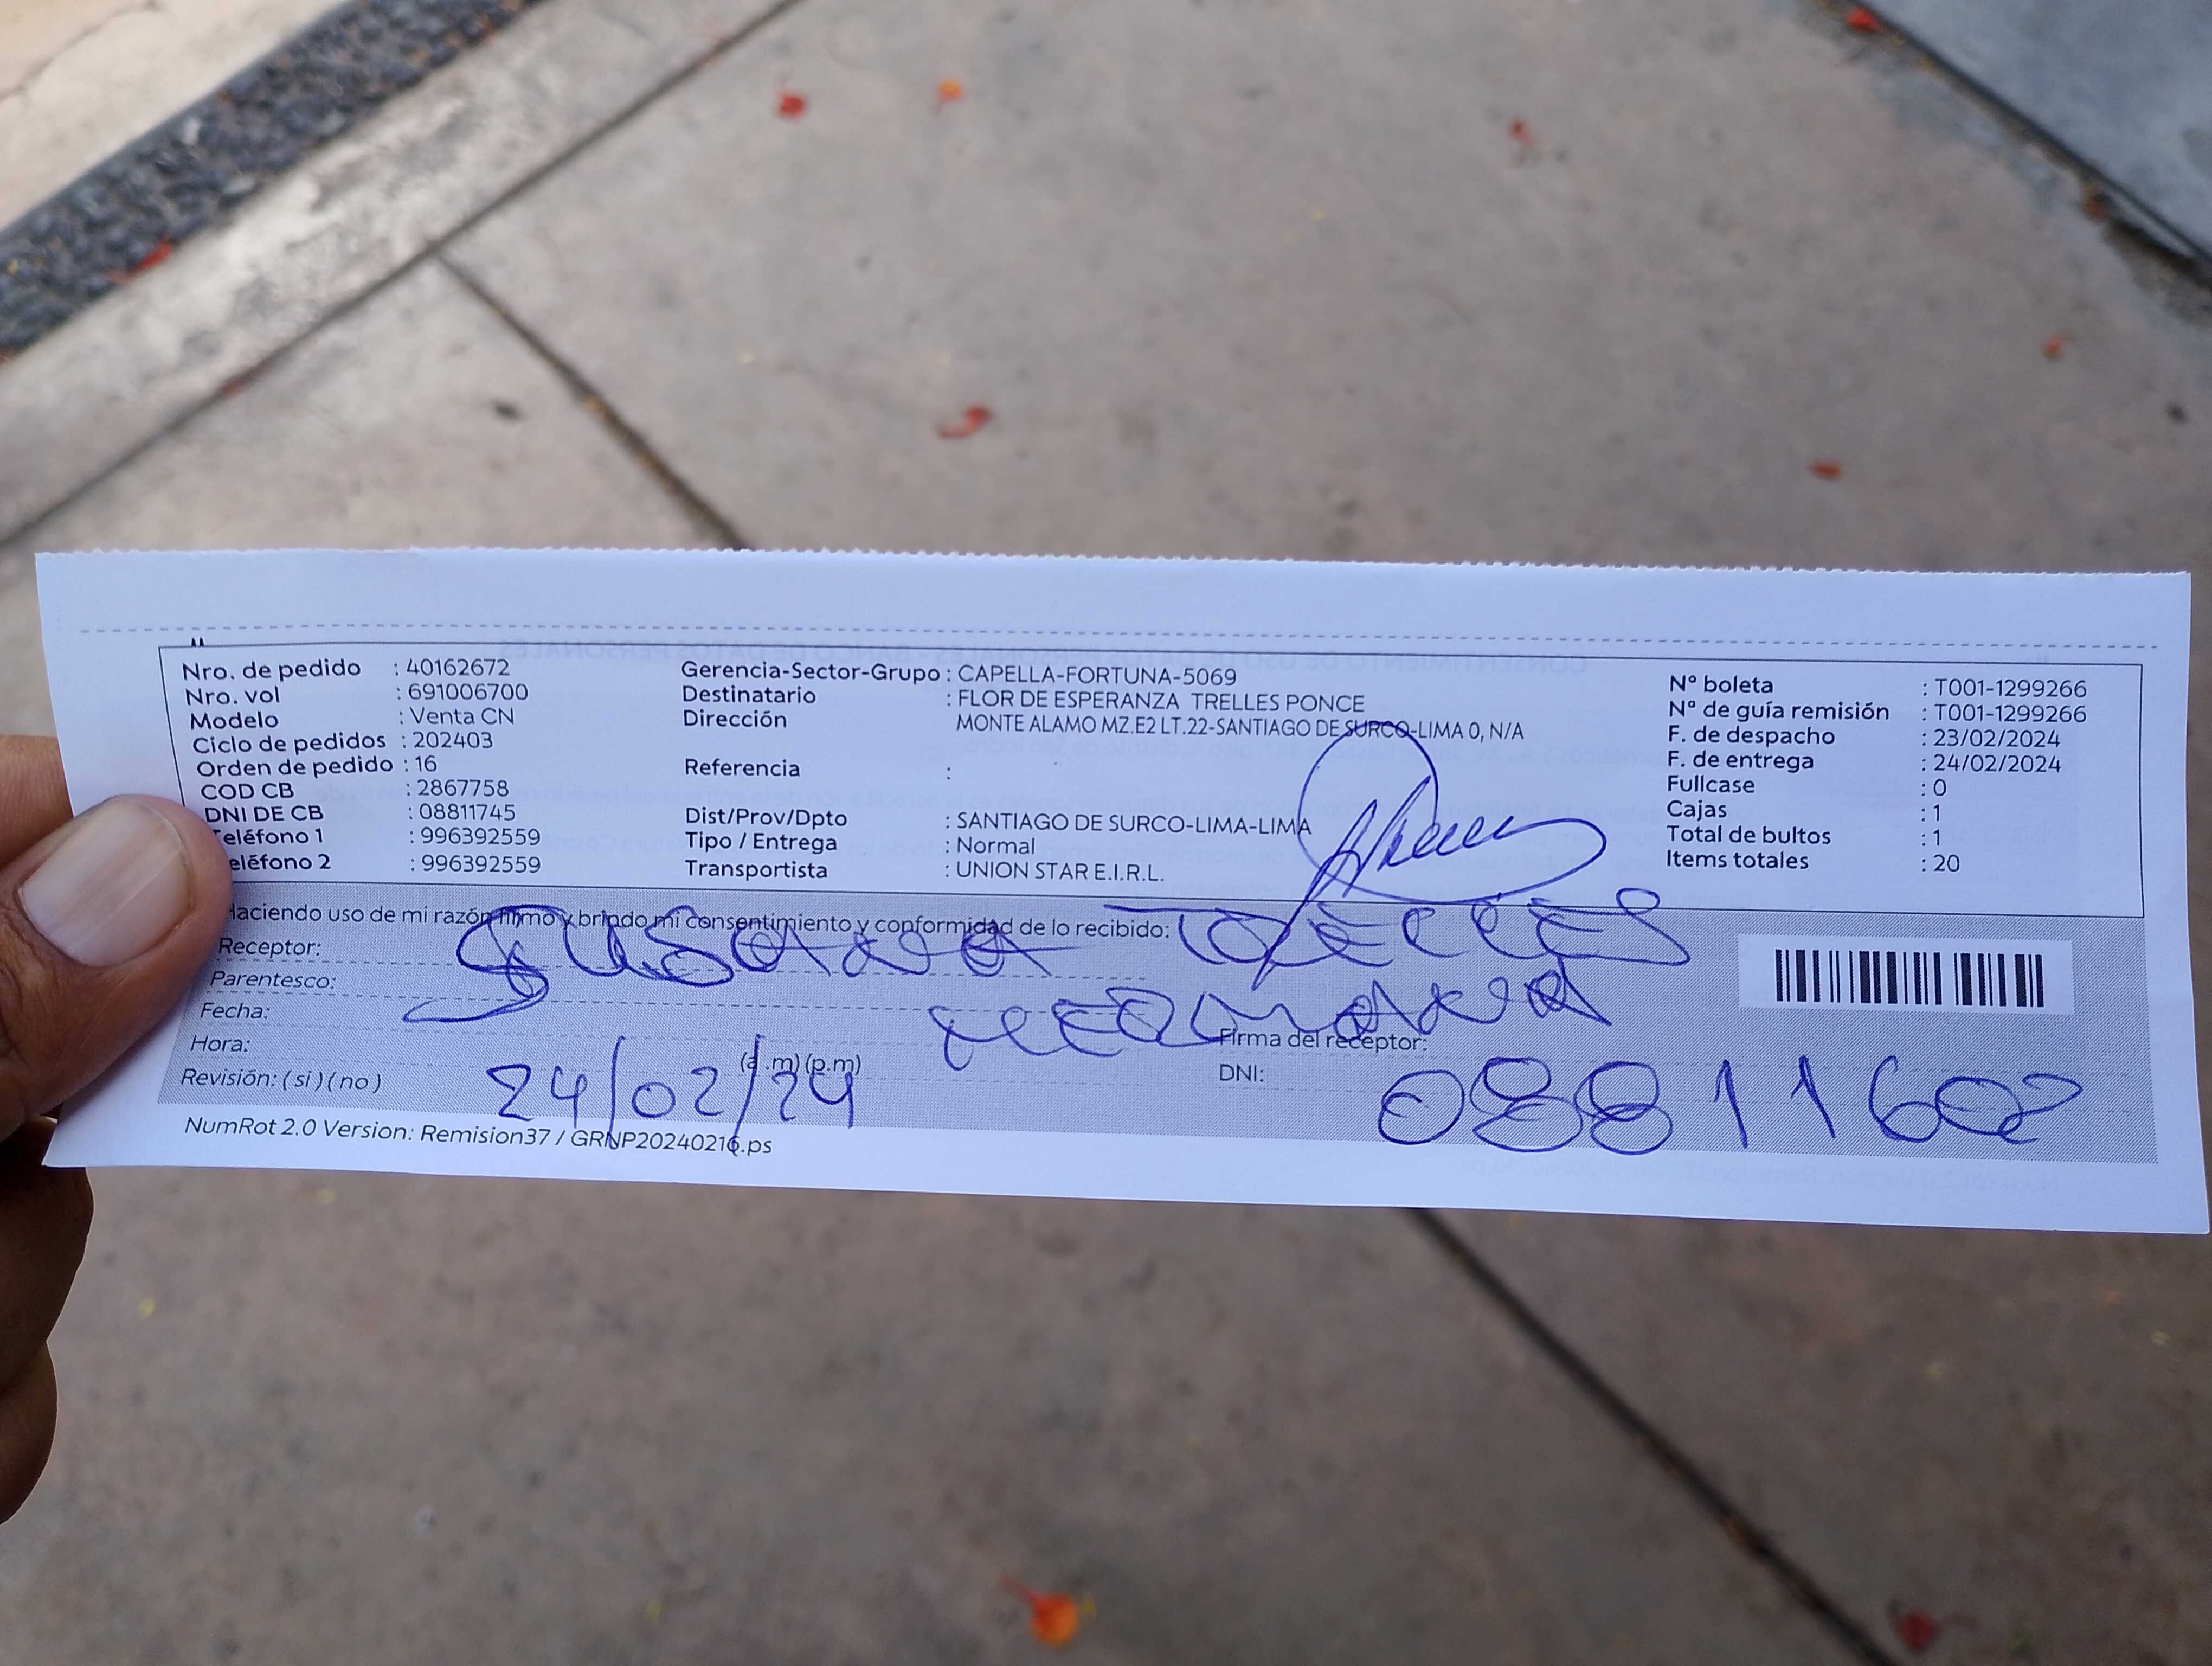 Nro. de pedido : 40162672
Nro. vol : 691006700
Modelo : Venta CN
Ciclo de pedidos : 202403
Orden de pedido : 16
COD CB : 2867758
DNI DE CB : 08811745
eléfono 1 : 996392559
eléfono 2 : 996392559
Gerencia-Sector-Grupo : CAPELLA-FORTUNA-5069
Destinatario : FLOR DE ESPERANZA TRELLES PONCE
Dirección MONTE ALAMO MZ.E2 LT.22-SANTIAGO DE SURCO-LIMA 0, N/A
Referencia :
Dist/Prov/Dpto : SANTIAGO DE SURCO-LIMA-LIMA
Tipo / Entrega : Normal
Transportista : UNION STAR E.I.R.L.
N° boleta : T001-1299266
Nª de guía remisión : T001-1299266
F. de despacho : 23/02/2024
F. de entrega : 24/02/2024
Fullcase : 0
Cajas : 1
Total de bultos : 1
Items totales : 20
Haciendo uso de mi razón firmo y brindo mi consentimiento y conformidad de lo recibido:
Receptor: Susana Trelles
Parentesco: Hermana
Fecha:
Hora: (a.m) (p.m)
24/02/24
Revisión: (si) (no)
Firma del receptor:
DNI:
NumRot 2.0 Version: Remision37 / GRNP20240216.ps